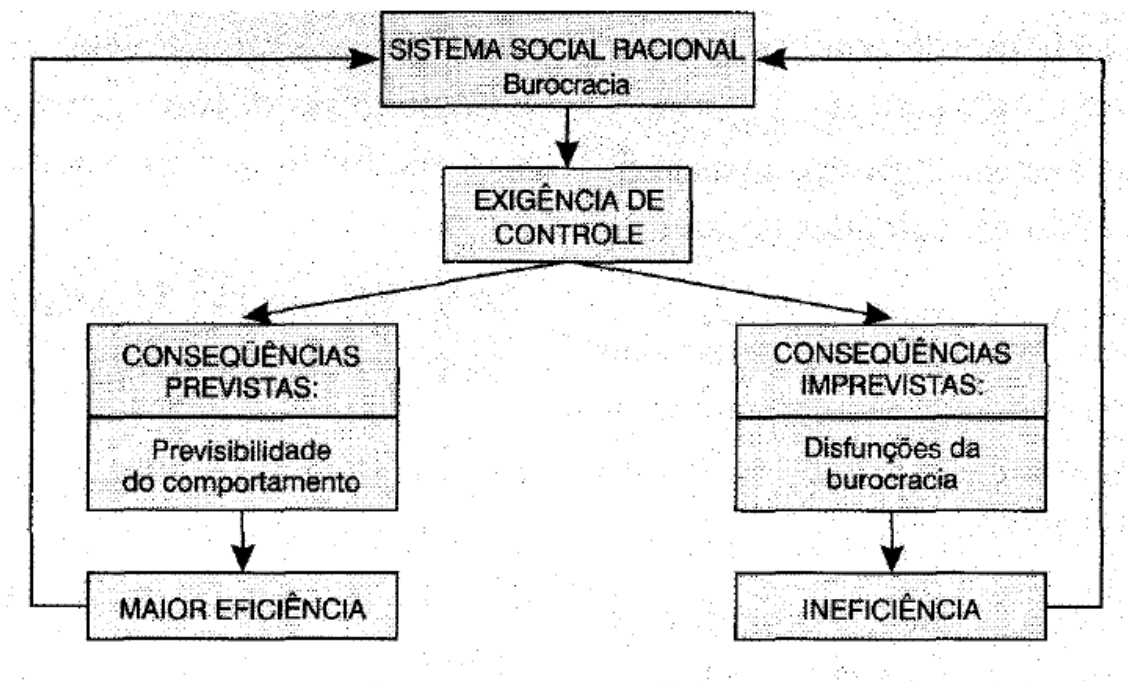 SISTEMA SOCIAL RACIONAL
Burocracia
EXIGÊNCIA DE
CONTROLE
CONSEQÜÊNCIAS
PREVISTAS:
Previsibilidade
do comportamento
MAIOR EFICIÊNCIA
CONSEQÜÊNCIAS
IMPREVISTAS:
Disfunções da
burocracia
INEFICIÊNCIA